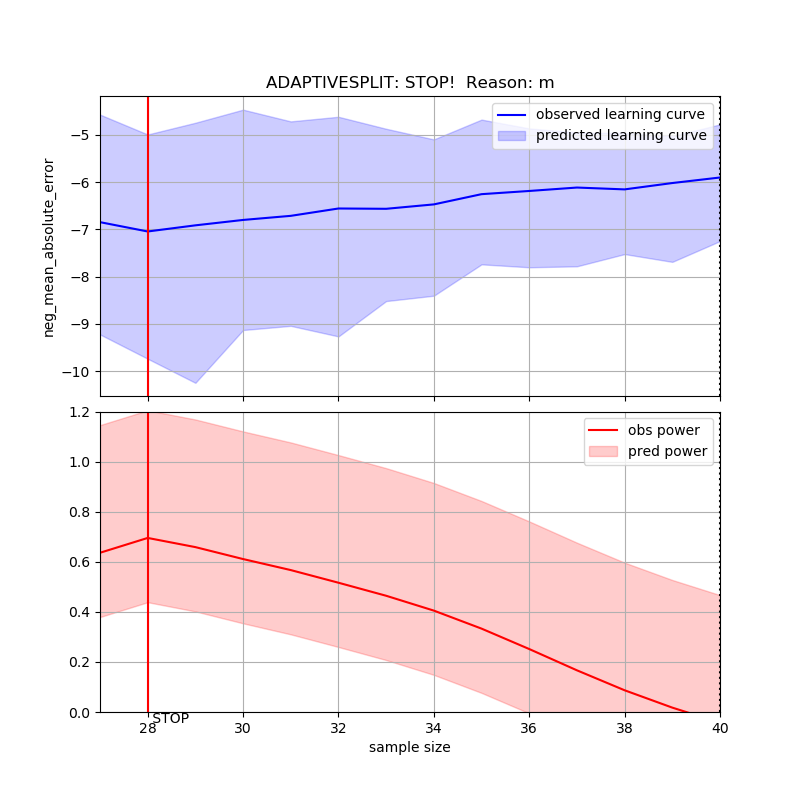 ADAPTIVESPLIT: STOP!  Reason: m
observed learning curve
predicted learning curve
neg_mean_absolute_error
−5
−6
−7
−8
−9
−10
obs power
pred power
1.2
1.0
0.8
0.6
0.4
0.2
0.0
STOP
28
30
32
34
36
38
40
sample size